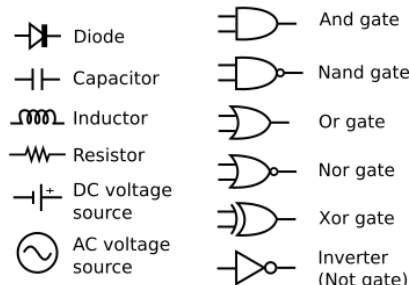 Diode
Capacitor
Inductor
Resistor
+
DC voltage
source
AC voltage
source
And gate
Nand gate
Or gate
Nor gate
Xor gate
Inverter
(Not gate)